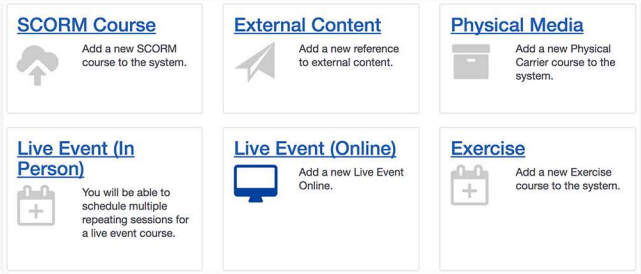 SCORM Course
Add a new SCORM
course to the system.
External Content
Add a new reference
to external content.
Physical Media
Add a new Physical
Carrier course to the
system.
Live Event (In
Person)
You will be able to
schedule multiple
repeating sessions for
a live event course.
Live Event (Online)
Add a new Live Event
Online.
Exercise
Add a new Exercise
course to the system.